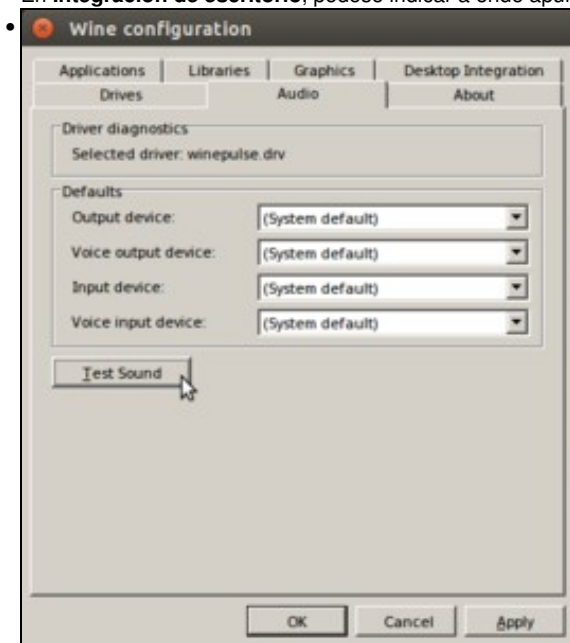 En Integración de escritorio, pódese indicar a onde
Wine configuration
Applications Libraries Graphics Desktop Integration
Drives Audio About
Driver diagnostics
Selected driver: winepulse.drv
Defaults
Output device: (System default)
Voice output device: (System default)
Input device: (System default)
Voice input device: (System default)
Test Sound
OK Cancel Apply